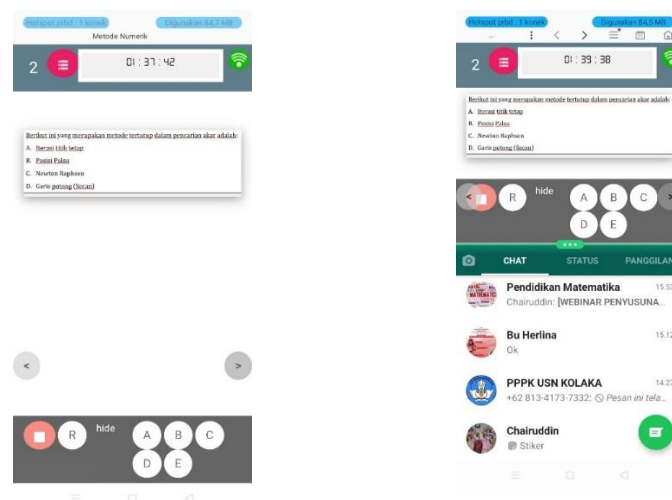 Hotspot prbd : 1 konek
Digunakan 84,7 MB
Metode Numerik
2
01 : 37 : 42
Berikut ini yang merupakan metode tertutup dalam pencarian akar adalah:
A. Iterasi titik tetap
B. Posisi Palsu
C. Newton Raphson
D. Garis potong (Secan)
<
>
R
hide
A
B
C
D
E
Hotspot prbd : 1 konek
Digunakan 84,5 MB
2
01 : 39 : 38
Berikut ini yang merupakan metode tertutup dalam pencarian akar adalah:
A. Iterasi titik tetap
B. Posisi Palsu
C. Newton Raphson
D. Garis potong (Secan)
R
hide
A
B
C
D
E
CHAT
STATUS
PANGGILAN
Pendidikan Matematika
Chairuddin: [WEBINAR PENYUSUNA...
Bu Herlina
15.12
Ok
PPPK USN KOLAKA
+62 813-4173-7332: Pesan ini tela...
Chairuddin
Stiker